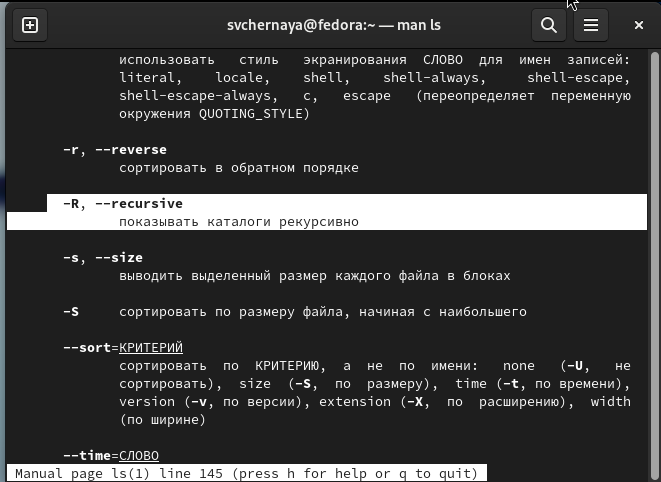 svchernaya@fedora:~ — man ls
использовать стиль экранирования СЛОВО для имен записей:
literal, locale, shell, shell-always, shell-escape,
shell-escape-always, c, escape (переопределяет переменную
окружения QUOTING_STYLE)
-r, --reverse
сортировать в обратном порядке
-R, --recursive
показывать каталоги рекурсивно
-s, --size
выводить выделенный размер каждого файла в блоках
-S сортировать по размеру файла, начиная с наибольшего
--sort=КРИТЕРИЙ
сортировать по КРИТЕРИЮ, а не по имени: none (-U, не
сортировать), size (-S, по размеру), time (-t, по времени),
version (-v, по версии), extension (-X, по расширению), width
(по ширине)
--time=СЛОВО
Manual page ls(1) line 145 (press h for help or q to quit)